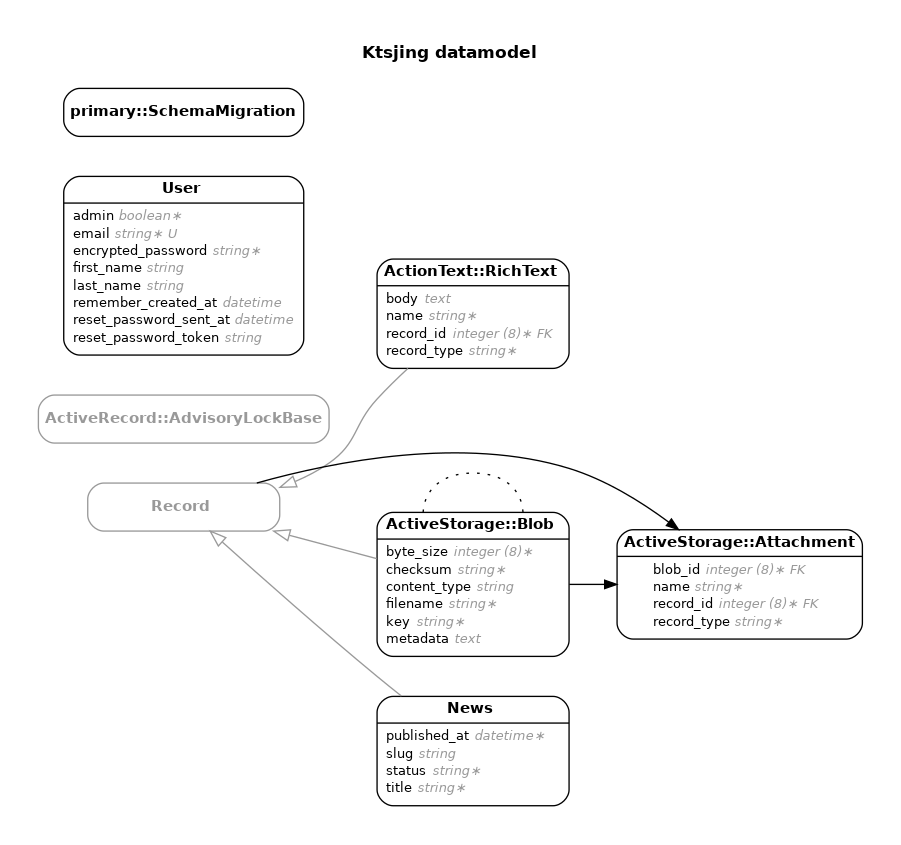 Ktsjing datamodel
primary::SchemaMigration
User
admin boolean∗
email string∗ U
encrypted_password string∗
first_name string
last_name string
remember_created_at datetime
reset_password_sent_at datetime
reset_password_token string
ActionText::RichText
body text
name string∗
record_id integer (8)∗ FK
record_type string∗
ActiveRecord::AdvisoryLockBase
Record
ActiveStorage::Blob
byte_size integer (8)∗
checksum string∗
content_type string
filename string∗
key string∗
metadata text
ActiveStorage::Attachment
blob_id integer (8)∗ FK
name string∗
record_id integer (8)∗ FK
record_type string∗
News
published_at datetime∗
slug string
status string∗
title string∗